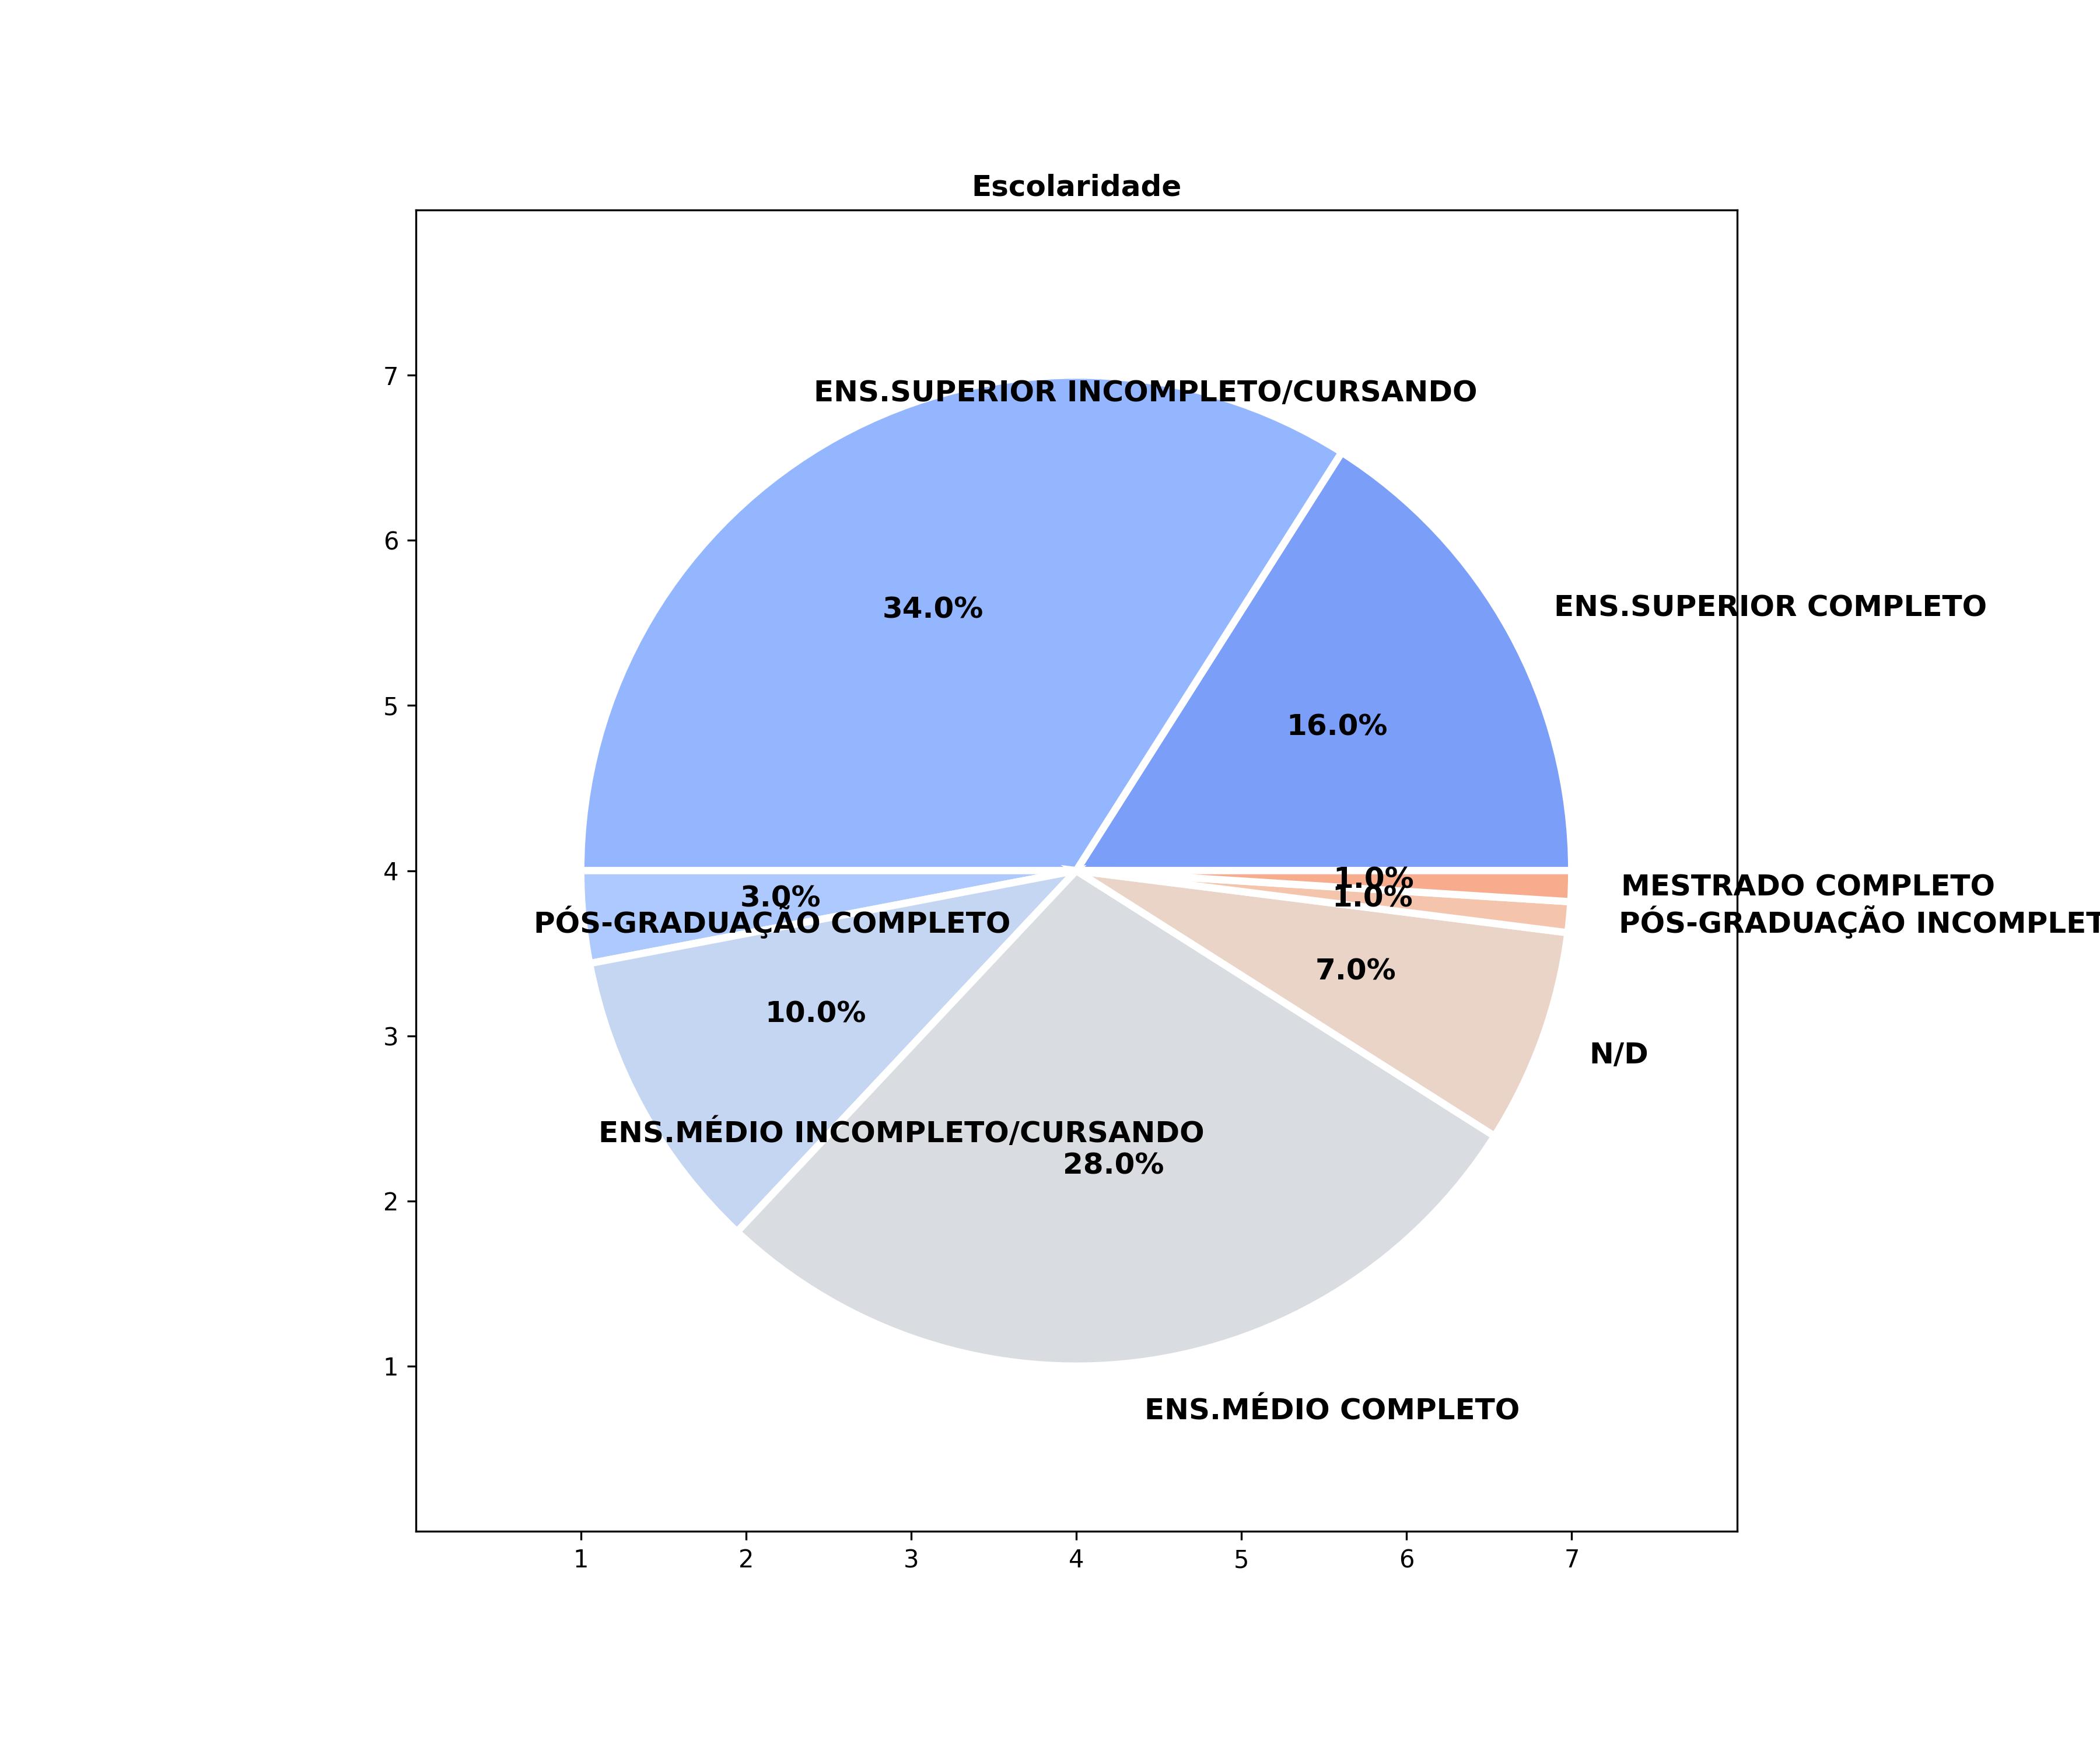 Escolaridade
7
ENS.SUPERIOR INCOMPLETO/CURSANDO
6
34.0%
ENS.SUPERIOR COMPLETO
5
16.0%
4
1.0%
MESTRADO COMPLETO
3.0%
1.0%
PÓS-GRADUAÇÃO COMPLETO
PÓS-GRADUAÇÃO INCOMPLET
7.0%
10.0%
3
N/D
ENS.MÉDIO INCOMPLETO/CURSANDO
28.0%
2
1
ENS.MÉDIO COMPLETO
1 2 3 4 5 6 7